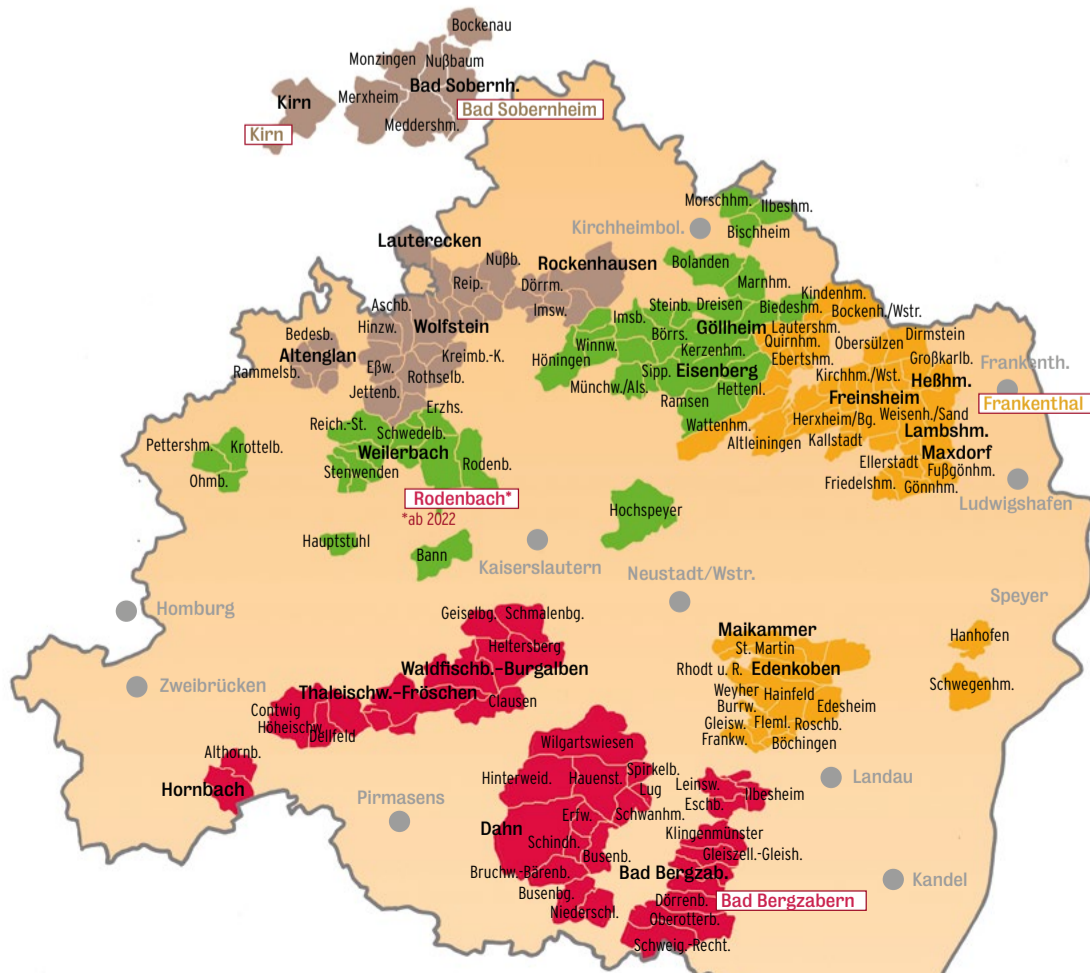 Bockenau
Monzingen
Nußbaum
Bad Sobernh.
Kirn
Merxheim
Bad Sobernheim
Kirn
Meddershm.
Morschhm.
Ilbeshm.
Kirchheimbol.
Bischheim
Lauterecken
Nußb.
Rockenhausen
Bolanden
Reip.
Dörrm.
Marnhm.
Aschb.
Imsw.
Steinb.
Dreisen
Biedeshm.
Kindenhm.
Bockenh./Wstr.
Bedesb.
Hinzw.
Wolfstein
Imsb.
Börrs.
Göllheim
Lautershm.
Dirmstein
Altenglan
Winnw.
Quirnhm.
Obersülzen
Rammelsb.
Eßw.
Kreimb.-K.
Höningen
Kerzenhm.
Ebertshm.
Großkarlb.
Frankenth.
Rothselb.
Sipp.
Eisenberg
Kirchhm./Wst.
Heßhm.
Jettenb.
Münchw./Als.
Hettenl.
Freinsheim
Frankenthal
Erzhs.
Ramsen
Weisenh./Sand
Reich.-St.
Schwedelb.
Wattenhm.
Herxheim/Bg.
Lambshm.
Pettershm.
Krottelb.
Weilerbach
Altleiningen
Kallstadt
Maxdorf
Ohmb.
Stenwenden
Rodenb.
Ellerstadt
Fußgönhm.
Friedelshm.
Gönnhm.
Rodenbach*
*ab 2022
Ludwigshafen
Hochspeyer
Hauptstuhl
Bann
Kaiserslautern
Neustadt/Wstr.
Homburg
Speyer
Geiselbg.
Schmalenbg.
Maikammer
Hanhofen
Heltersberg
St. Martin
Waldfischb.-Burgalben
Rhodt u. R.
Edenkoben
Zweibrücken
Thaleischw.-Fröschen
Weyher
Hainfeld
Schwegenhm.
Contwig
Clausen
Burrw.
Edesheim
Höheischw.
Dellfeld
Gleisw.
Fleml.
Roschb.
Althornb.
Wilgartswiesen
Frankw.
Böchingen
Hornbach
Hinterweid.
Hauenst.
Spirkelb.
Leinsw.
Landau
Pirmasens
Lug
Ilbesheim
Erfw.
Schwanhm.
Eschb.
Dahn
Klingenmünster
Schindh.
Busenb.
Gleiszell.-Gleish.
Bruchw.-Bärenb.
Bad Bergzab.
Kandel
Busenbg.
Dörrenb.
Bad Bergzabern
Niederschl.
Oberotterb.
Schweig.-Recht.